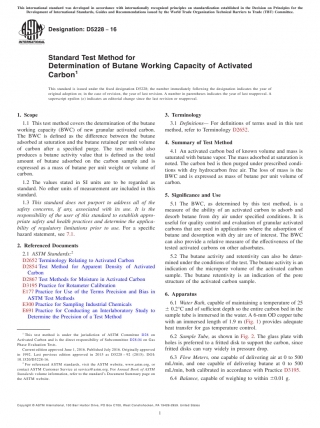 This international standard was developed in accordance with internationally recognized principles on standardization established in the Decision on Principles for the
Development of International Standards, Guides and Recommendations issued by the World Trade Organization Technical Barriers to Trade (TBT) Committee.
Designation: D5228 − 16
Standard Test Method for
Determination of Butane Working Capacity of Activated
Carbon¹
This standard is issued under the fixed designation D5228; the number immediately following the designation indicates the year of
original adoption or, in the case of revision, the year of last revision. A number in parentheses indicates the year of last reapproval. A
superscript epsilon (ε) indicates an editorial change since the last revision or reapproval.
1. Scope
1.1 This test method covers the determination of the butane
working capacity (BWC) of new granular activated carbon.
The BWC is defined as the difference between the butane
adsorbed at saturation and the butane retained per unit volume
of carbon after a specified purge. The test method also
produces a butane activity value that is defined as the total
amount of butane adsorbed on the carbon sample and is
expressed as a mass of butane per unit weight or volume of
carbon.
1.2 The values stated in SI units are to be regarded as
standard. No other units of measurement are included in this
standard.
1.3 This standard does not purport to address all of the
safety concerns, if any, associated with its use. It is the
responsibility of the user of this standard to establish appro-
priate safety and health practices and determine the applica-
bility of regulatory limitations prior to use. For a specific
hazard statement, see 7.1.
2. Referenced Documents
2.1 ASTM Standards:²
D2652 Terminology Relating to Activated Carbon
D2854 Test Method for Apparent Density of Activated
Carbon
D2867 Test Methods for Moisture in Activated Carbon
D3195 Practice for Rotameter Calibration
E177 Practice for Use of the Terms Precision and Bias in
ASTM Test Methods
E300 Practice for Sampling Industrial Chemicals
E691 Practice for Conducting an Interlaboratory Study to
Determine the Precision of a Test Method
¹ This test method is under the jurisdiction of ASTM Committee D28 on
Activated Carbon and is the direct responsibility of Subcommittee D28.04 on Gas
Phase Evaluation Tests.
Current edition approved June 1, 2016. Published July 2016. Originally approved
in 1992. Last previous edition approved in 2015 as D5228 –
² For referenced ASTM standards, visit the ASTM website, www.astm.org, or
contact ASTM Customer Service at service@astm.org. For Annual Book of ASTM
Standards volume information, refer to the standard's Document Summary page on
the ASTM website.
3. Terminology
3.1 Definitions—For definitions of terms used in this test
method, refer to Terminology D2652.
4. Summary of Test Method
4.1 An activated carbon bed of known volume and mass is
saturated with butane vapor. The mass adsorbed at saturation is
noted. The carbon bed is then purged under prescribed condi-
tions with dry hydrocarbon free air. The loss of mass is the
BWC and is expressed as mass of butane per unit volume of
carbon.
5. Significance and Use
5.1 The BWC, as determined by this test method, is a
measure of the ability of an activated carbon to adsorb and
desorb butane from dry air under specified conditions. It is
useful for quality control and evaluation of granular activated
carbons that are used in applications where the adsorption of
butane and desorption with dry air are of interest. The BWC
can also provide a relative measure of the effectiveness of the
tested activated carbons on other adsorbates.
5.2 The butane activity and retentivity can also be deter-
mined under the conditions of the test. The butane activity is an
indication of the micropore volume of the activated carbon
sample. The butane retentivity is an indication of the pore
structure of the activated carbon sample.
6. Apparatus
6.1 Water Bath, capable of maintaining a temperature of 25
± 0.2°C and of sufficient depth so the entire carbon bed in the
sample tube is immersed in the water. A 6-mm OD copper tube
with an immersed length of 1.9 m (Fig. 1) provides adequate
heat transfer for gas temperature control.
6.2 Sample Tube, as shown in Fig. 2. The glass plate with
holes is preferred to a fritted disk to support the carbon, since
fritted disks can vary widely in pressure drop.
6.3 Flow Meters, one capable of delivering air at 0 to 500
mL/min, and one capable of delivering butane at 0 to 500
mL/min, both calibrated in accordance with Practice D3195.
6.4 Balance, capable of weighing to within ±0.01 g.
Copyright © ASTM International, 100 Barr Harbor Drive, PO Box C700, West Conshohocken, PA 19428-2959. United States
1